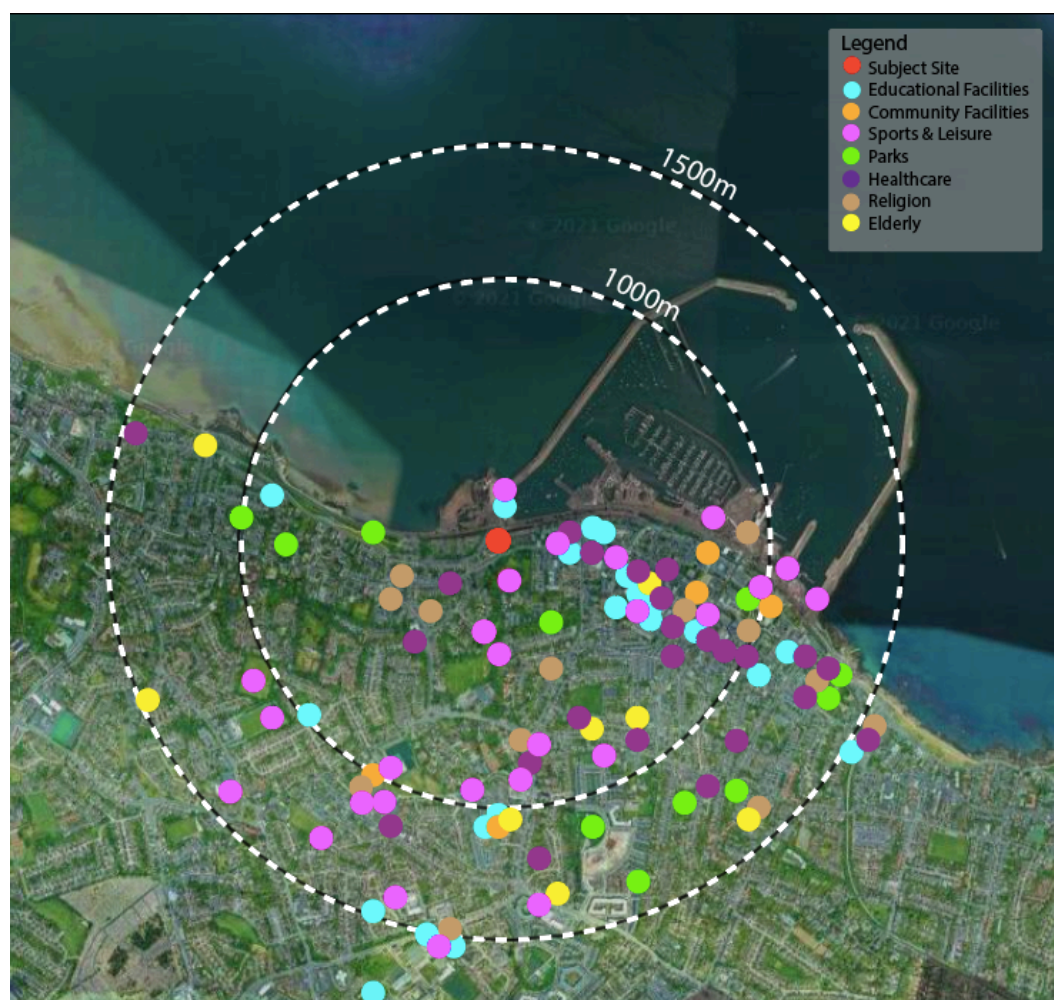 Legend
Subject Site
Educational Facilities
Community Facilities
Sports & Leisure
Parks
Healthcare
Religion
Elderly
1500m
© 2021 Google
1000m
© 2021 Google
© 2021 Google
Google